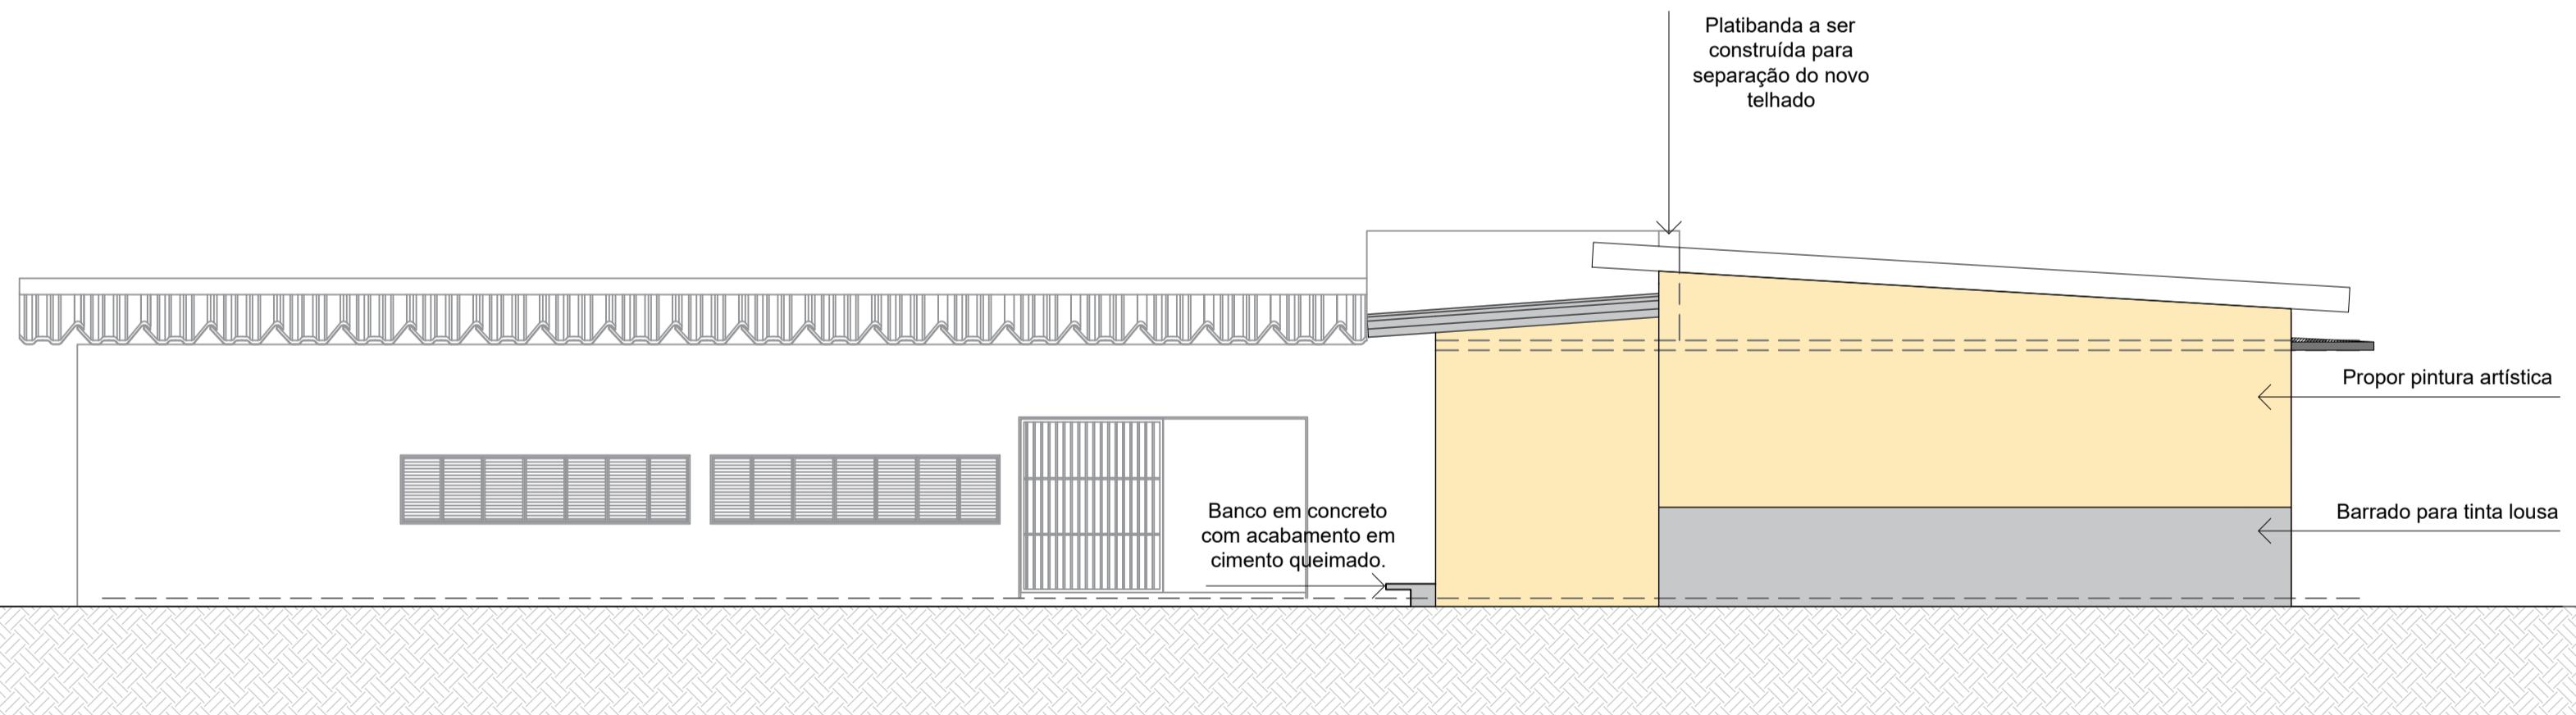 Platibanda a ser
construída para
separação do novo
telhado
Propor pintura artística
Banco em concreto
com acabamento em
cimento queimado.
Barrado para tinta lousa